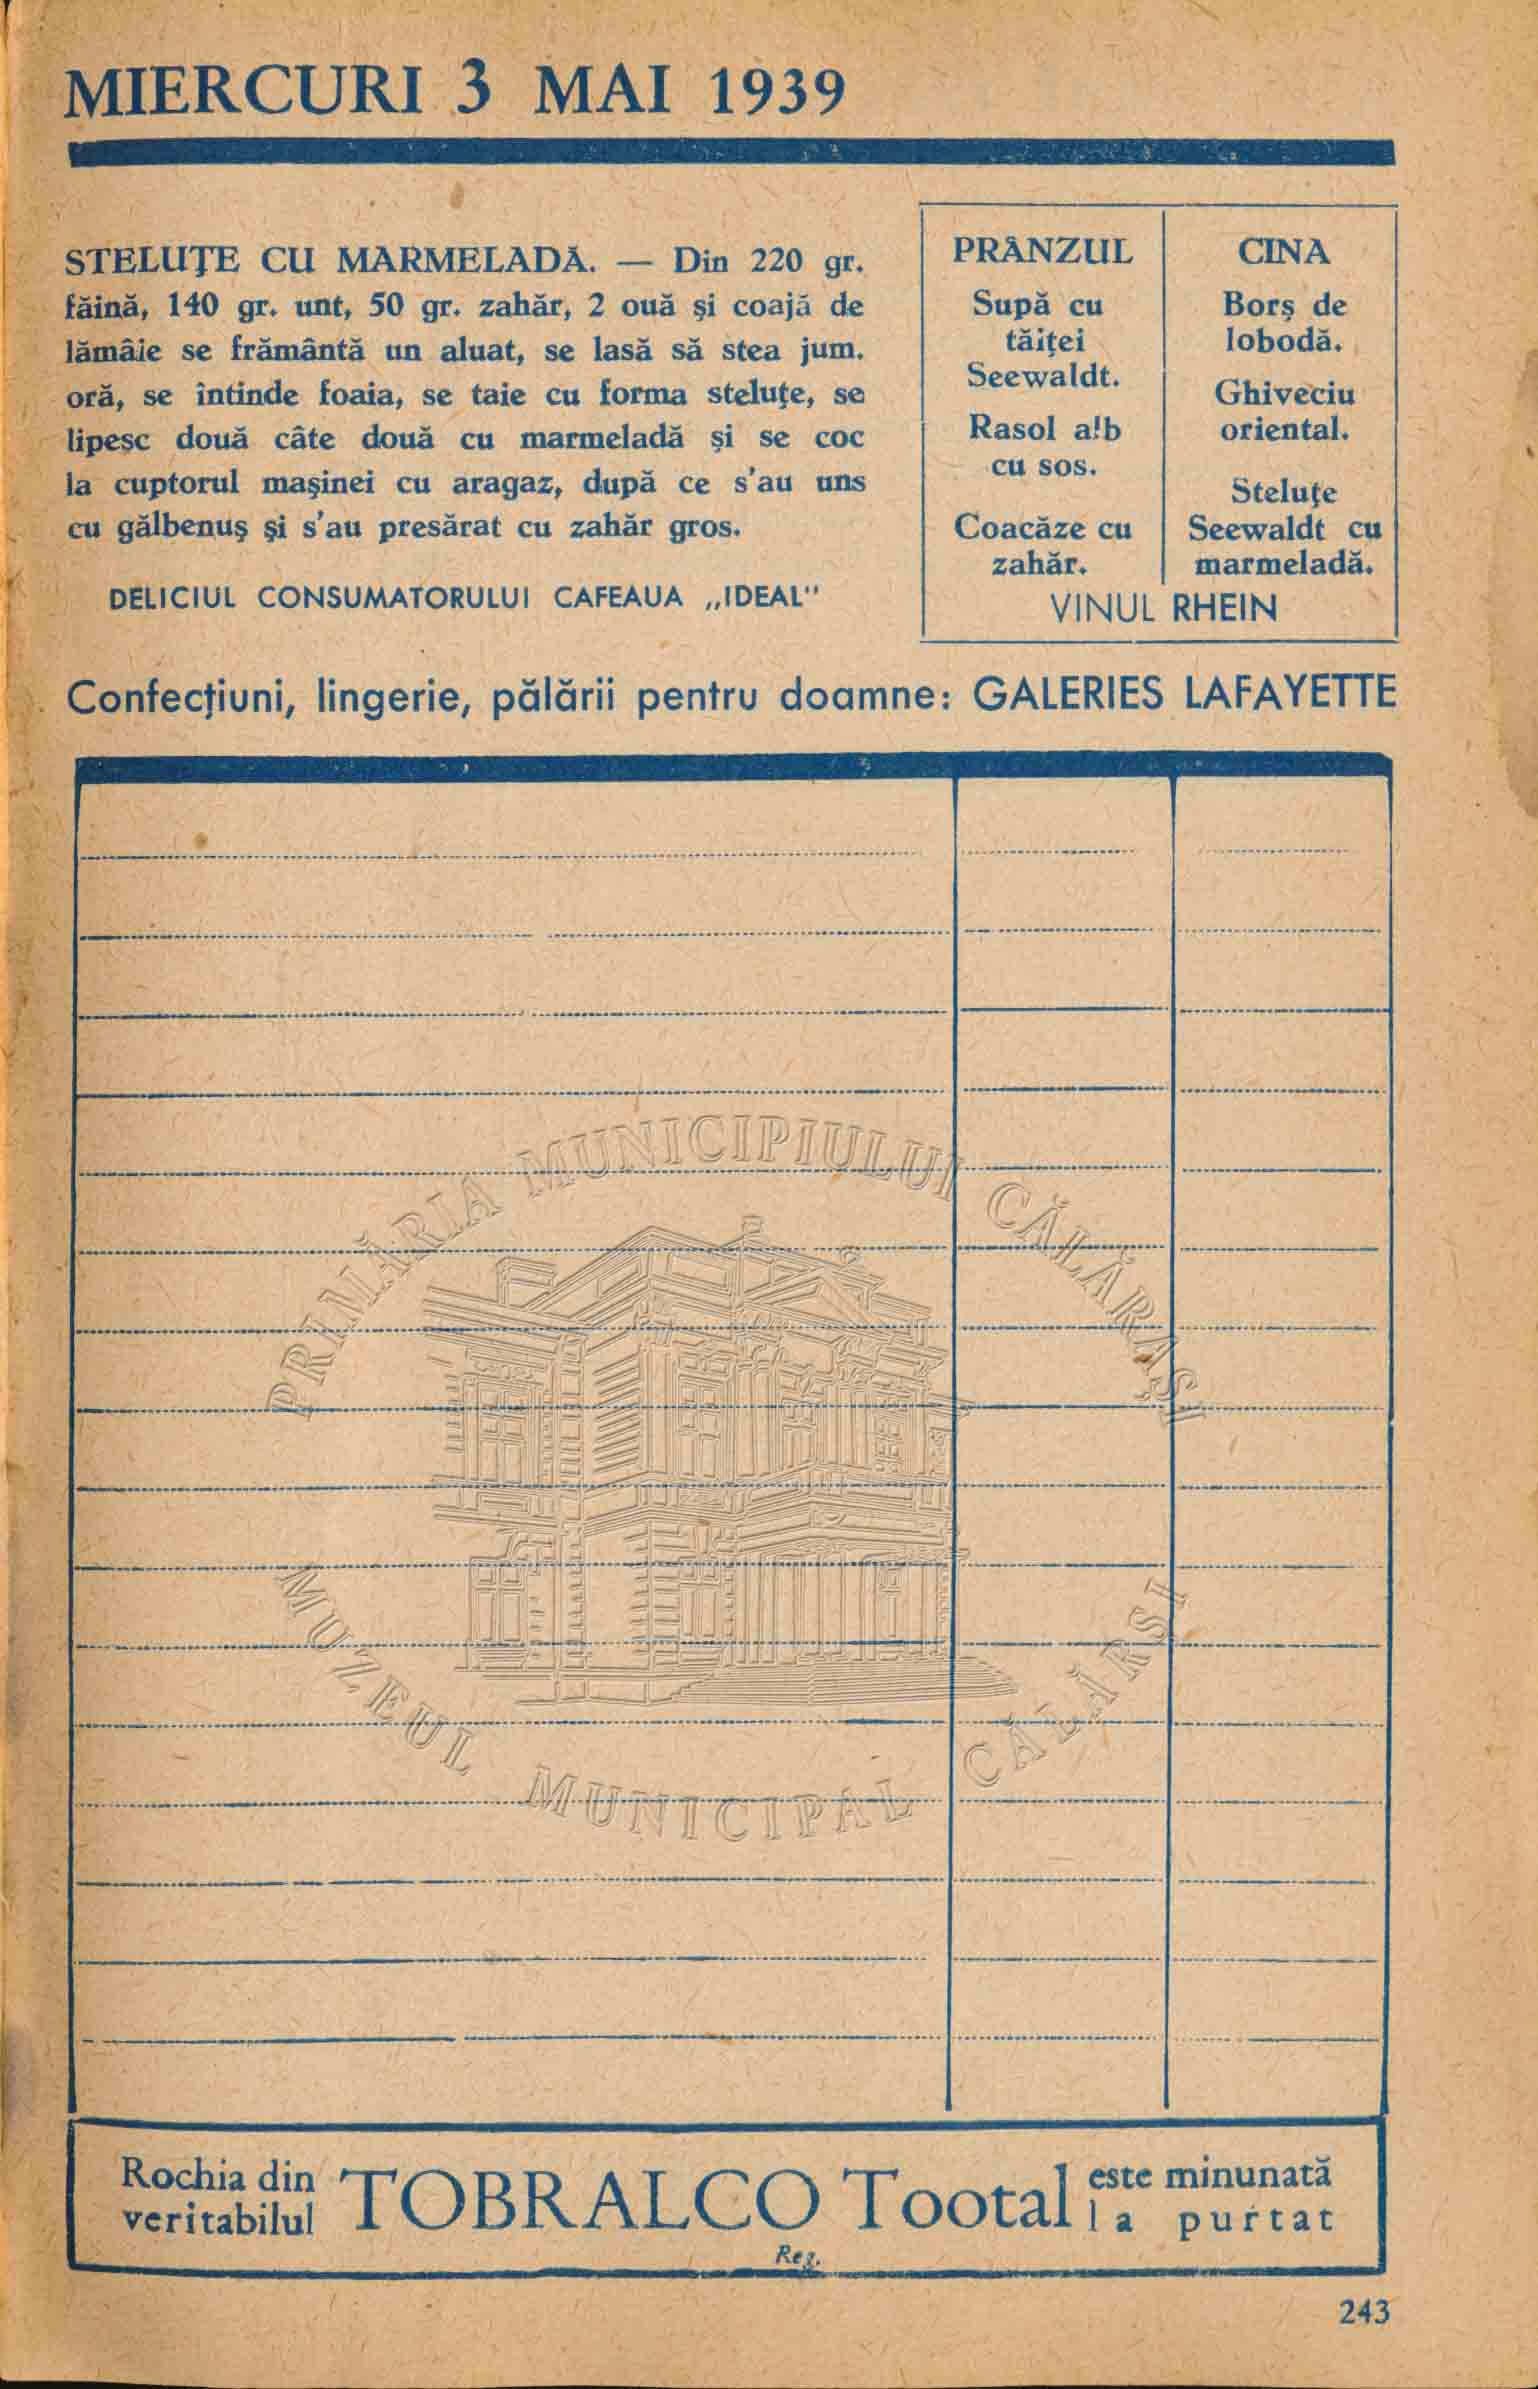 MIERCURI 3 MAI 1939
STELUŢE CU MARMELADĂ. — Din 220 gr.
făină, 140 gr. unt, 50 gr. zahăr, 2 ouă şi coajă de
lămâie se frământă un aluat, se lasă să stea jum.
oră, se întinde foaia, se taie cu forma steluţe, se
lipesc două câte două cu marmeladă şi se coc
la cuptorul maşinei cu aragaz, după ce s'au uns
cu gălbenuş şi s'au presărat cu zahăr gros.
DELICIUL CONSUMATORULUI CAFEAUA „IDEAL"
PRÂNZUL
Supă cu
tăiţei
Seewaldt.
Rasol alb
cu sos.
Coacăze cu
zahăr.
CINA
Borş de
lobodă.
Ghiveciu
oriental.
Steluţe
Seewaldt cu
marmeladă.
VINUL RHEIN
Confecţiuni, lingerie, pălării pentru doamne: GALERIES LAFAYETTE
PRIMĂRIA MUNICIPIULUI CĂLĂRAȘI
MUZEUL MUNICIPAL CĂLĂRSI
Rochia din
veritabilul
TOBRALCO Tootal
este minunată
la purtat
Reg.
243